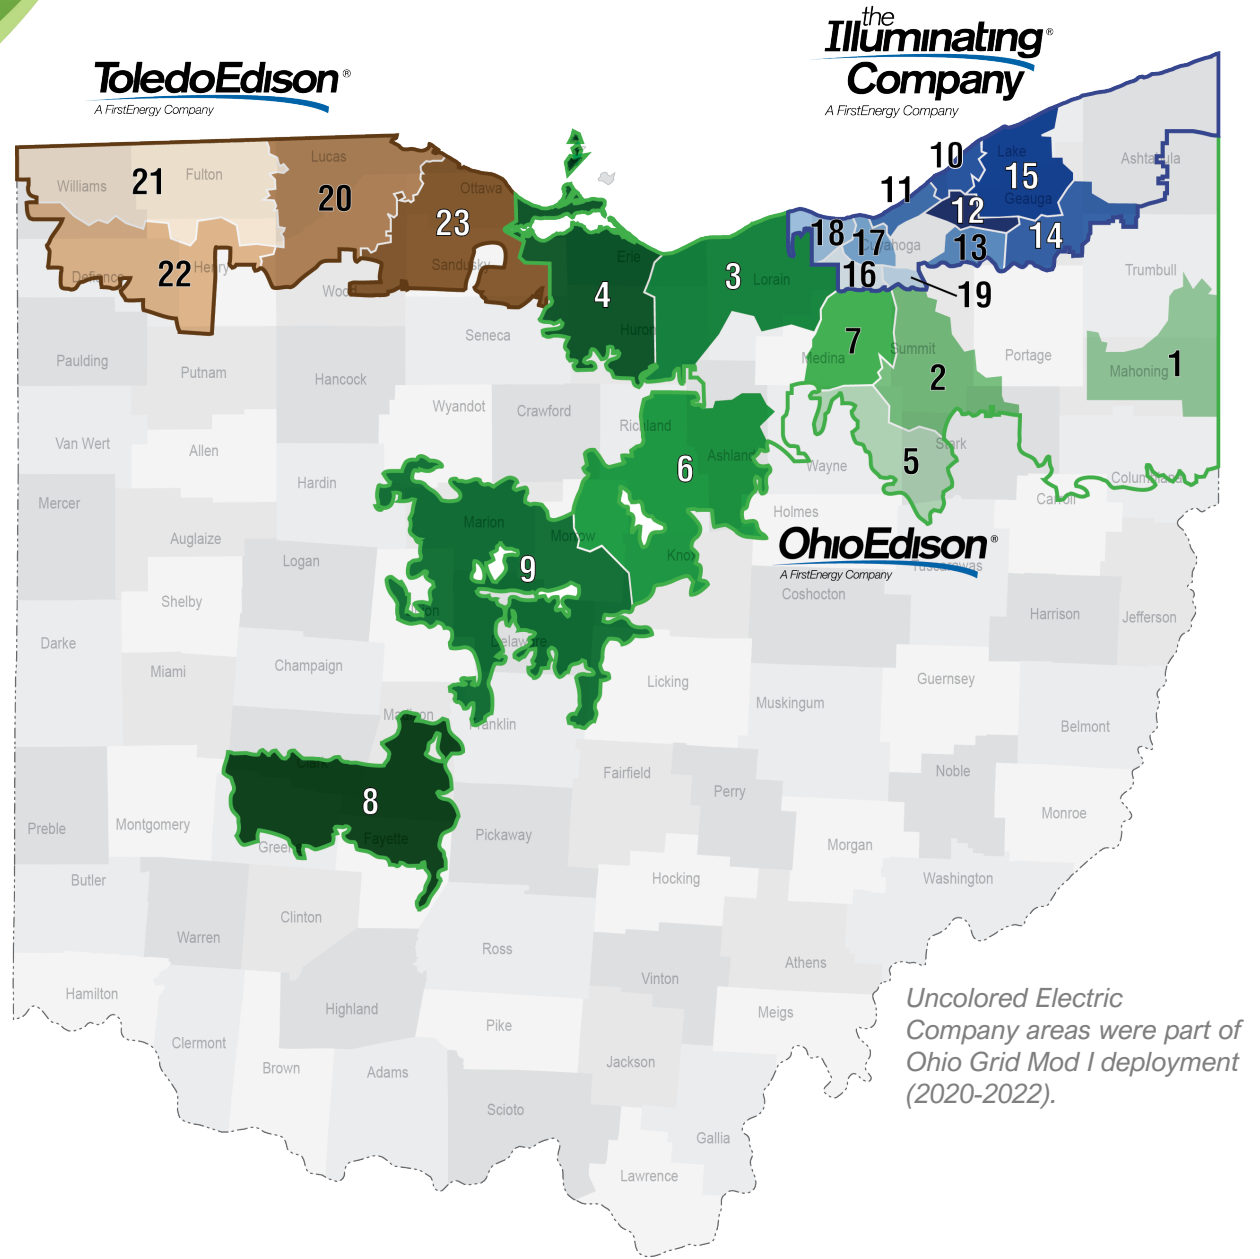 the
Illuminating®
Company
A FirstEnergy Company
ToledoEdison®
A FirstEnergy Company
10
Lake
15
Ashtabula
Lucas
Williams
21
Fulton
20
Ottawa
23
11
12
Geauga
18
17
Cuyahoga
13
14
Sandusky
Erie
3
Lorain
Defiance
22
Henry
Wood
4
16
19
Trumbull
Huron
Seneca
7
Medina
Summit
Portage
1
Mahoning
2
Paulding
Putnam
Hancock
Wyandot
Crawford
Richland
Ashland
6
Van Wert
Allen
Stark
5
Wayne
Hardin
Columbiana
Carroll
Mercer
Holmes
Auglaize
Marion
Morrow
OhioEdison®
A FirstEnergy Company
Tuscarawas
Logan
9
Knox
Coshocton
Shelby
Union
Harrison
Jefferson
Darke
Delaware
Champaign
Miami
Licking
Guernsey
Muskingum
Madison
Franklin
Belmont
Clark
8
Fairfield
Noble
Perry
Monroe
Preble
Montgomery
Greene
Fayette
Pickaway
Morgan
Butler
Hocking
Washington
Clinton
Warren
Ross
Vinton
Athens
Hamilton
Highland
Pike
Meigs
Uncolored Electric
Company areas were part of
Ohio Grid Mod I deployment
(2020-2022).
Clermont
Brown
Adams
Jackson
Scioto
Gallia
Lawrence